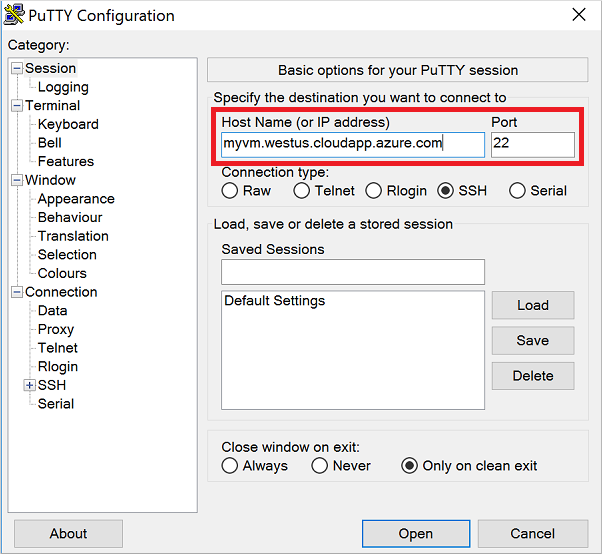 PuTTY Configuration
Category:
Session
Logging
Terminal
Keyboard
Bell
Features
Window
Appearance
Behaviour
Translation
Selection
Colours
Connection
Data
Proxy
Telnet
Rlogin
SSH
Serial
Basic options for your PuTTY session
Specify the destination you want to connect to
Host Name (or IP address) Port
myvm.westus.cloudapp.azure.com 22
Connection type:
Raw Telnet Rlogin SSH Serial
Load, save or delete a stored session
Saved Sessions
Default Settings
Load
Save
Delete
Close window on exit:
Always Never Only on clean exit
About Open Cancel